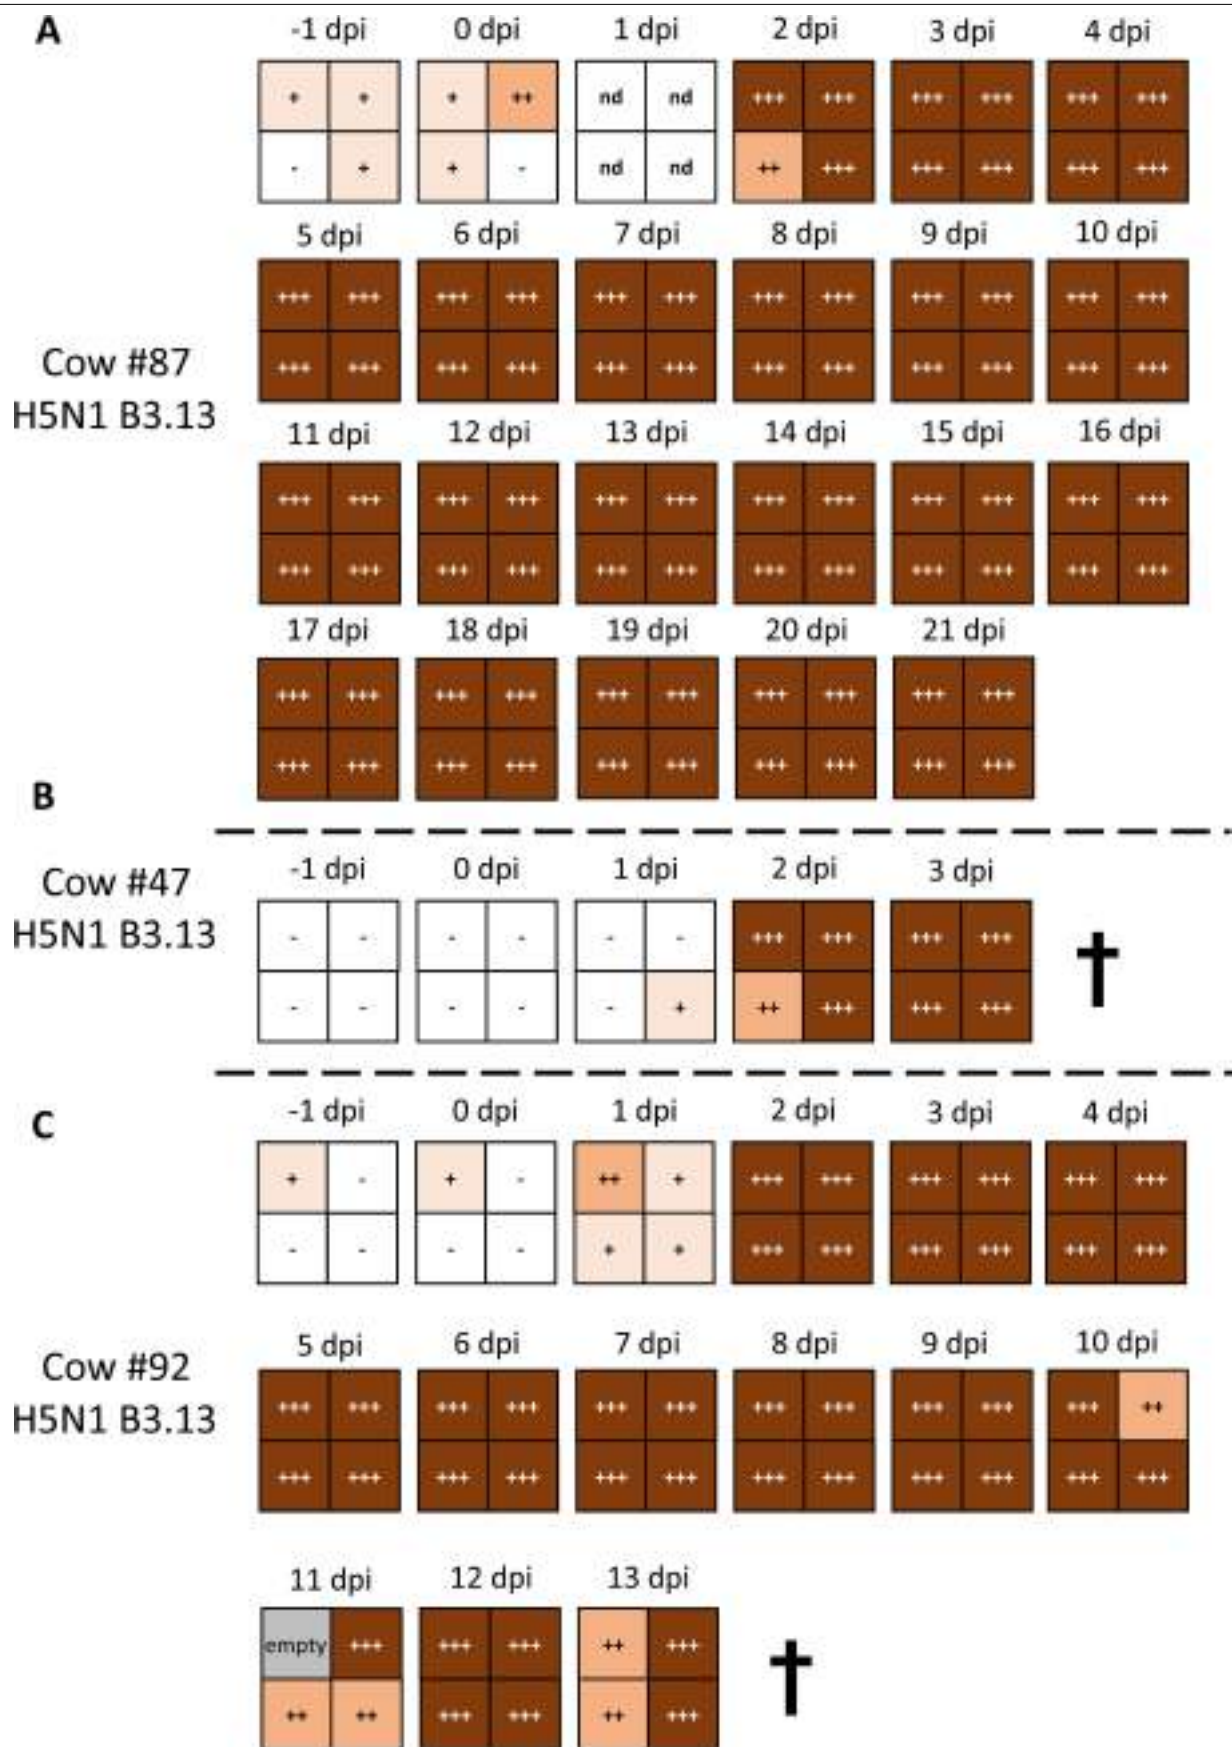 A
-1 dpi 0 dpi 1 dpi 2 dpi 3 dpi 4 dpi
+ + + ++ nd nd +++ +++ +++ +++ +++ +++
- + + - nd nd ++ +++ +++ +++ +++ +++
5 dpi 6 dpi 7 dpi 8 dpi 9 dpi 10 dpi
+++ +++ +++ +++ +++ +++ +++ +++ +++ +++ +++ +++
Cow #87
+++ +++ +++ +++ +++ +++ +++ +++ +++ +++ +++ +++
H5N1 B3.13
11 dpi 12 dpi 13 dpi 14 dpi 15 dpi 16 dpi
+++ +++ +++ +++ +++ +++ +++ +++ +++ +++ +++ +++
+++ +++ +++ +++ +++ +++ +++ +++ +++ +++ +++ +++
17 dpi 18 dpi 19 dpi 20 dpi 21 dpi
+++ +++ +++ +++ +++ +++ +++ +++ +++ +++
+++ +++ +++ +++ +++ +++ +++ +++ +++ +++
B
-1 dpi 0 dpi 1 dpi 2 dpi 3 dpi
Cow #47
H5N1 B3.13
- - - - - - +++ +++ +++ +++
- - - - - + ++ +++ +++ +++
C
-1 dpi 0 dpi 1 dpi 2 dpi 3 dpi 4 dpi
+ - + - ++ + +++ +++ +++ +++ +++ +++
- - - - + + +++ +++ +++ +++ +++ +++
5 dpi 6 dpi 7 dpi 8 dpi 9 dpi 10 dpi
Cow #92
+++ +++ +++ +++ +++ +++ +++ +++ +++ +++ +++ ++
H5N1 B3.13
+++ +++ +++ +++ +++ +++ +++ +++ +++ +++ +++ +++
11 dpi 12 dpi 13 dpi
empty +++ +++ +++ ++ +++
++ ++ +++ +++ ++ +++